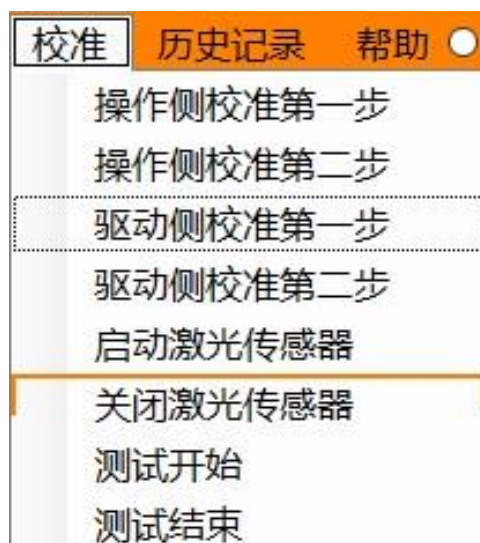 校准 历史记录 帮助
操作侧校准第一步
操作侧校准第二步
驱动侧校准第一步
驱动侧校准第二步
启动激光传感器
关闭激光传感器
测试开始
测试结束